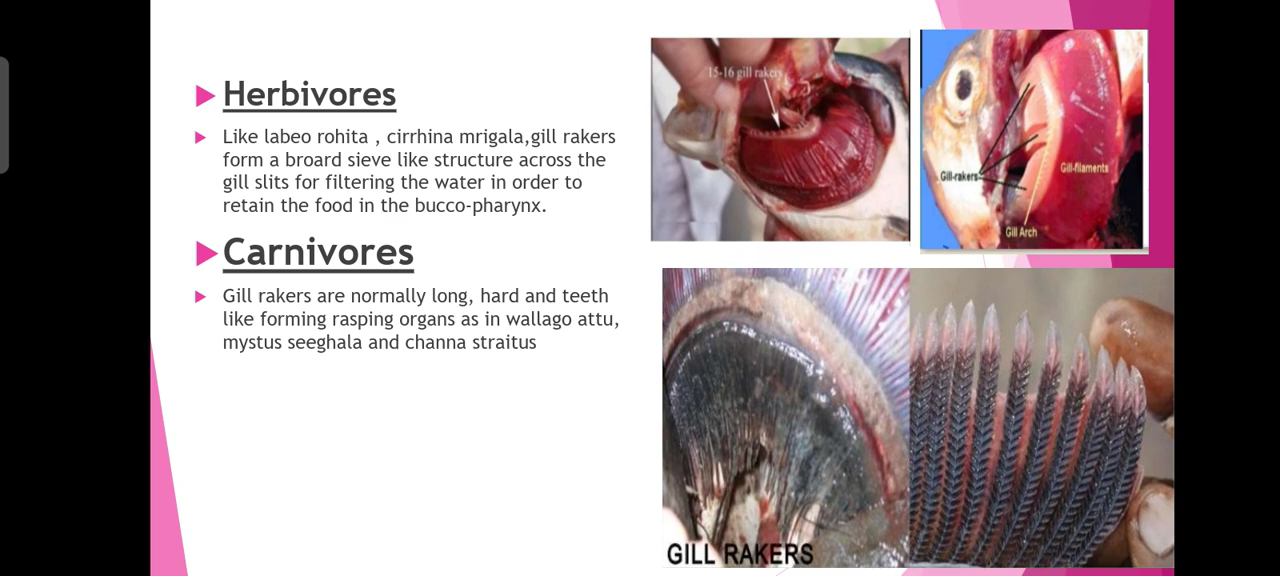 Herbivores
Like labeo rohita , cirrhina mrigala,gill rakers
form a broard sieve like structure across the
gill slits for filtering the water in order to
retain the food in the bucco-pharynx.
Carnivores
Gill rakers are normally long, hard and teeth
like forming rasping organs as in wallago attu,
mystus seeghala and channa straitus
15-16 gill rakers
Gill-rakers
Gill-filaments
Gill Arch
GILL RAKERS